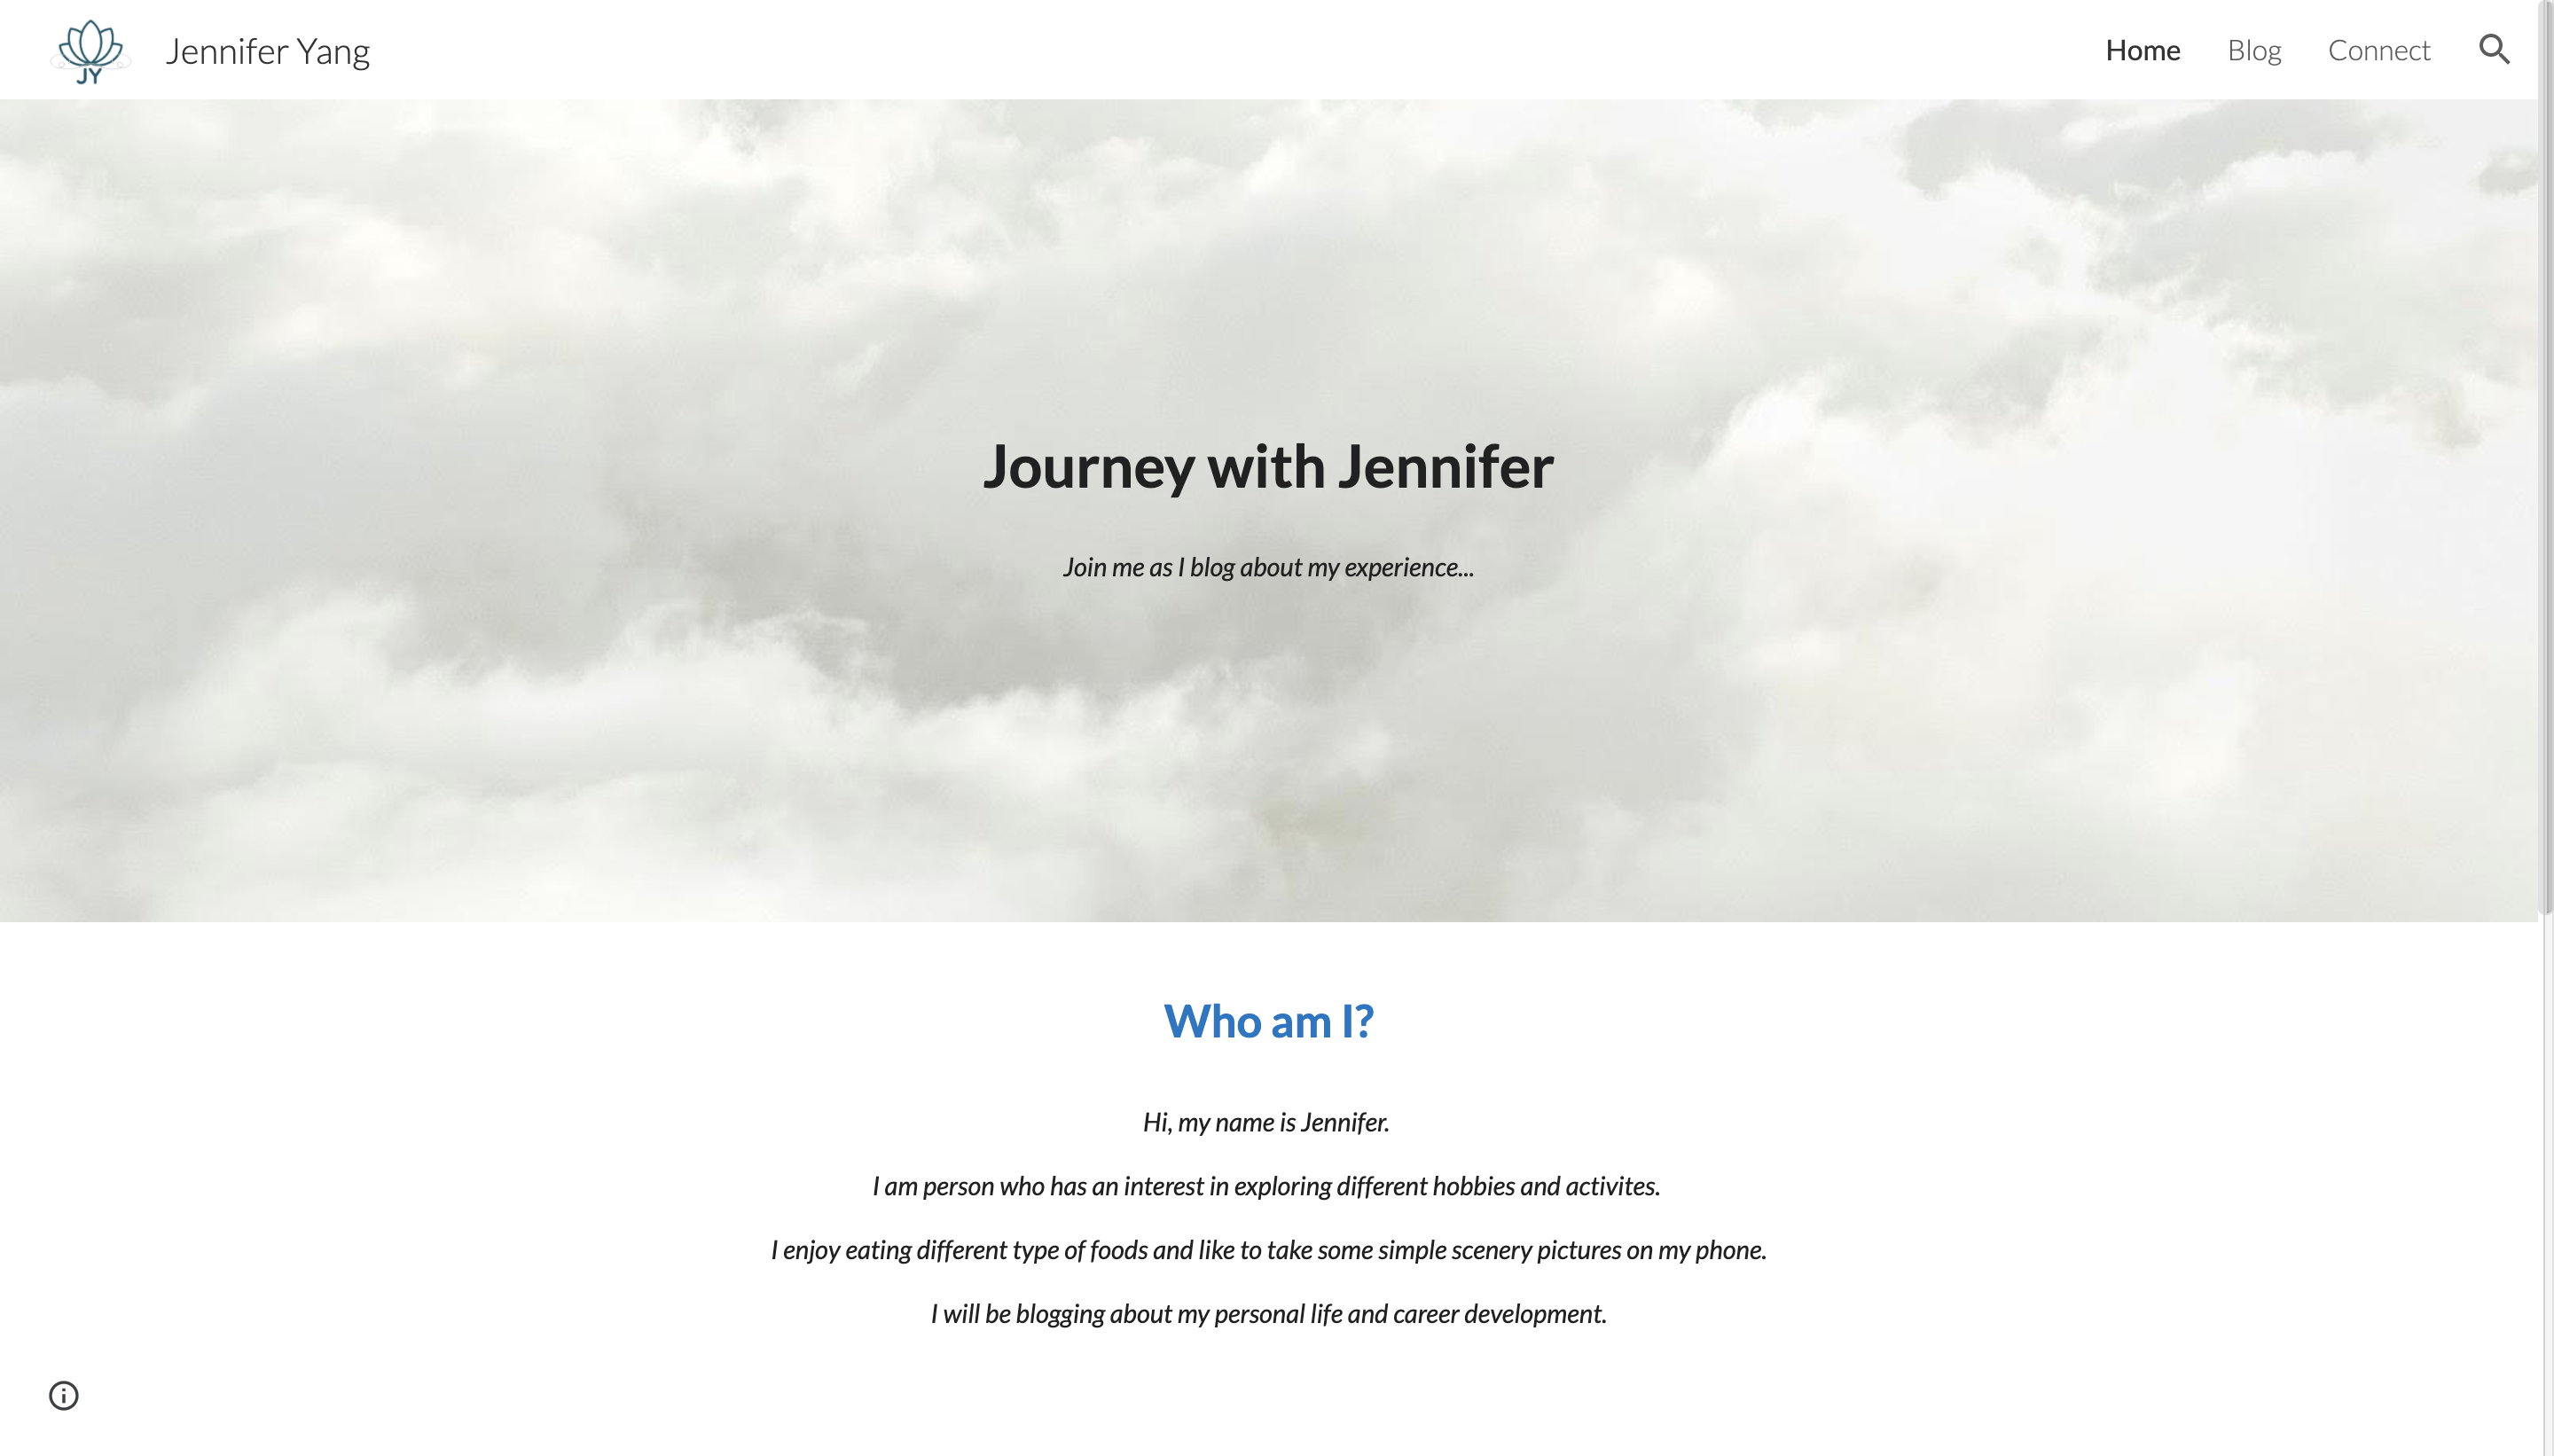 JY
Jennifer Yang
Home
Blog
Connect
Journey with Jennifer
Join me as I blog about my experience...
Who am I?
Hi, my name is Jennifer.
I am person who has an interest in exploring different hobbies and activites.
I enjoy eating different type of foods and like to take some simple scenery pictures on my phone.
I will be blogging about my personal life and career development.